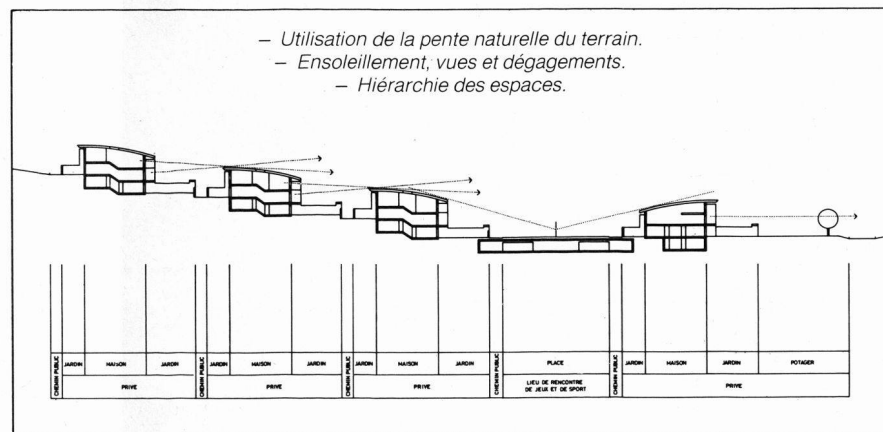 – Utilisation de la pente naturelle du terrain.
– Ensoleillement, vues et dégagements.
– Hiérarchie des espaces.
CHEMIN PUBLIC JARDIN MAISON JARDIN CHEMIN PUBLIC JARDIN MAISON JARDIN CHEMIN PUBLIC JARDIN MAISON JARDIN CHEMIN PUBLIC PLACE CHEMIN PUBLIC JARDIN MAISON JARDIN POTAGER
PRIVE PRIVE PRIVE LIEU DE RENCONTRE PRIVE
DE JEUX ET DE SPORT